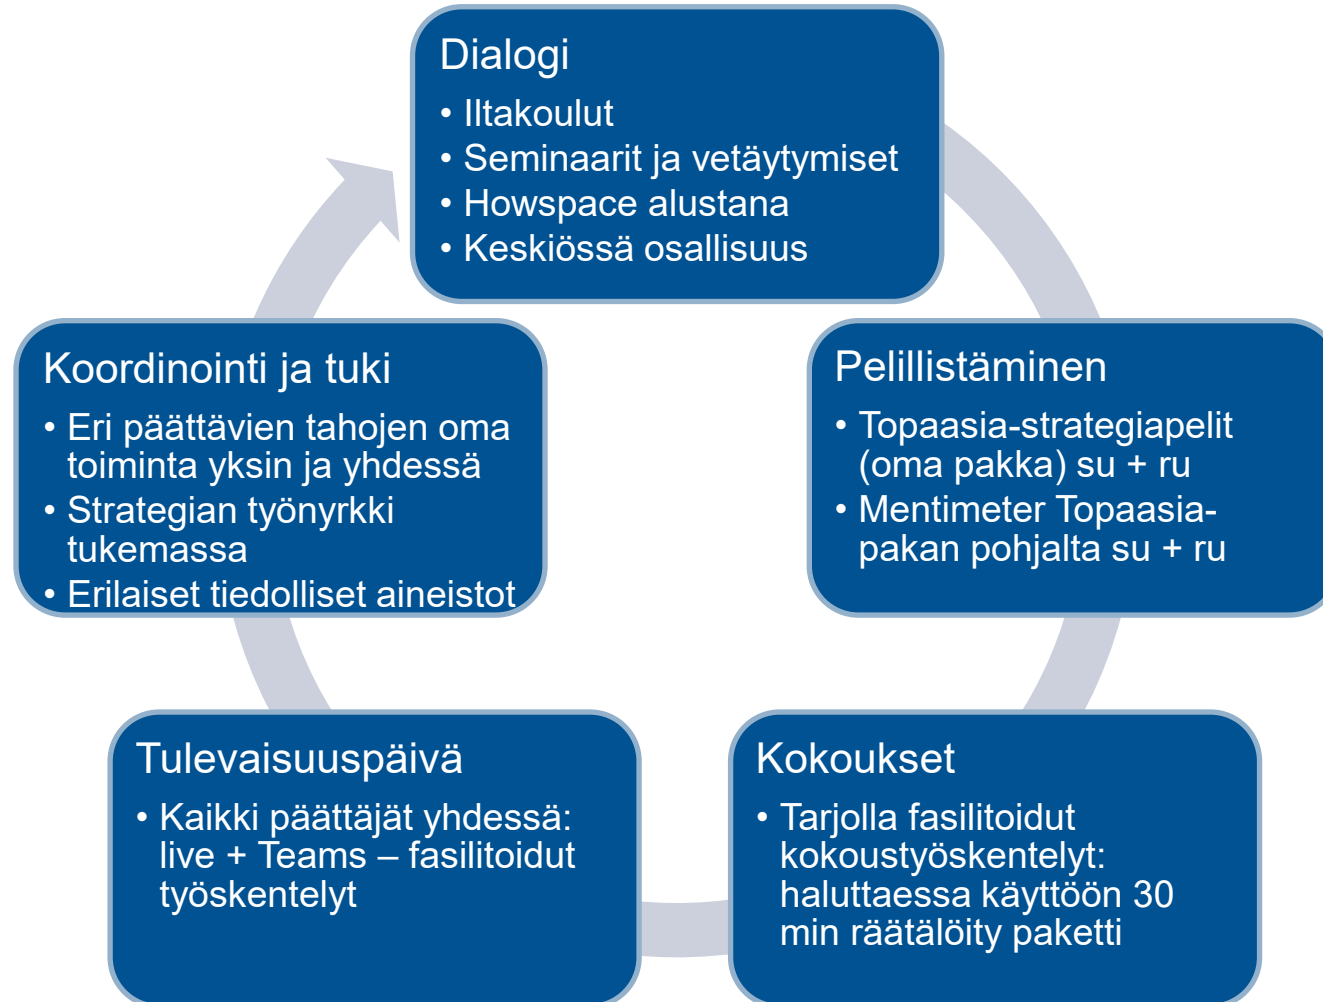 Dialogi
• Iltakoulut
• Seminaarit ja vetäytymiset
• Howspace alustana
• Keskiössä osallisuus
Pelillistäminen
• Topaasia-strategiapelit
(oma pakka) su + ru
• Mentimeter Topaasia-
pakan pohjalta su + ru
Kokoukset
• Tarjolla fasilitoidut
kokoustyöskentelyt:
haluttaessa käyttöön 30
min räätälöity paketti
Tulevaisuuspäivä
• Kaikki päättäjät yhdessä:
live + Teams – fasilitoidut
työskentelyt
Koordinointi ja tuki
• Eri päättävien tahojen oma
toiminta yksin ja yhdessä
• Strategian työnyrkki
tukemassa
• Erilaiset tiedolliset aineistot